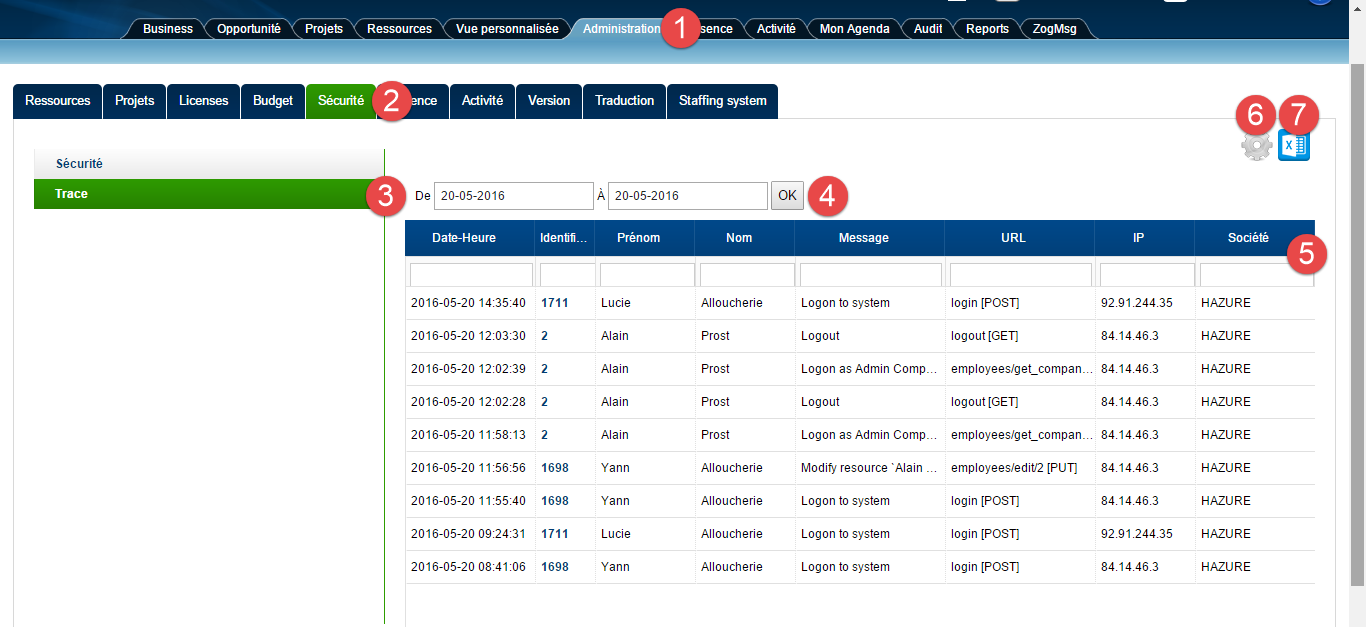 Business Opportunité Projets Ressources Vue personnalisée Administration 1 sence Activité Mon Agenda Audit Reports ZogMsg
Ressources Projets Licenses Budget Sécurité 2 ence Activité Version Traduction Staffing system
6 7
Sécurité
Trace 3
De 20-05-2016 À 20-05-2016 OK 4
Date-Heure Identifi... Prénom Nom Message URL IP Société
5
2016-05-20 14:35:40 1711 Lucie Alloucherie Logon to system login [POST] 92.91.244.35 HAZURE
2016-05-20 12:03:30 2 Alain Prost Logout logout [GET] 84.14.46.3 HAZURE
2016-05-20 12:02:39 2 Alain Prost Logon as Admin Comp... employees/get_compan... 84.14.46.3 HAZURE
2016-05-20 12:02:28 2 Alain Prost Logout logout [GET] 84.14.46.3 HAZURE
2016-05-20 11:58:13 2 Alain Prost Logon as Admin Comp... employees/get_compan... 84.14.46.3 HAZURE
2016-05-20 11:56:56 1698 Yann Alloucherie Modify resource `Alain ... employees/edit/2 [PUT] 84.14.46.3 HAZURE
2016-05-20 11:55:40 1698 Yann Alloucherie Logon to system login [POST] 84.14.46.3 HAZURE
2016-05-20 09:24:31 1711 Lucie Alloucherie Logon to system login [POST] 92.91.244.35 HAZURE
2016-05-20 08:41:06 1698 Yann Alloucherie Logon to system login [POST] 84.14.46.3 HAZURE